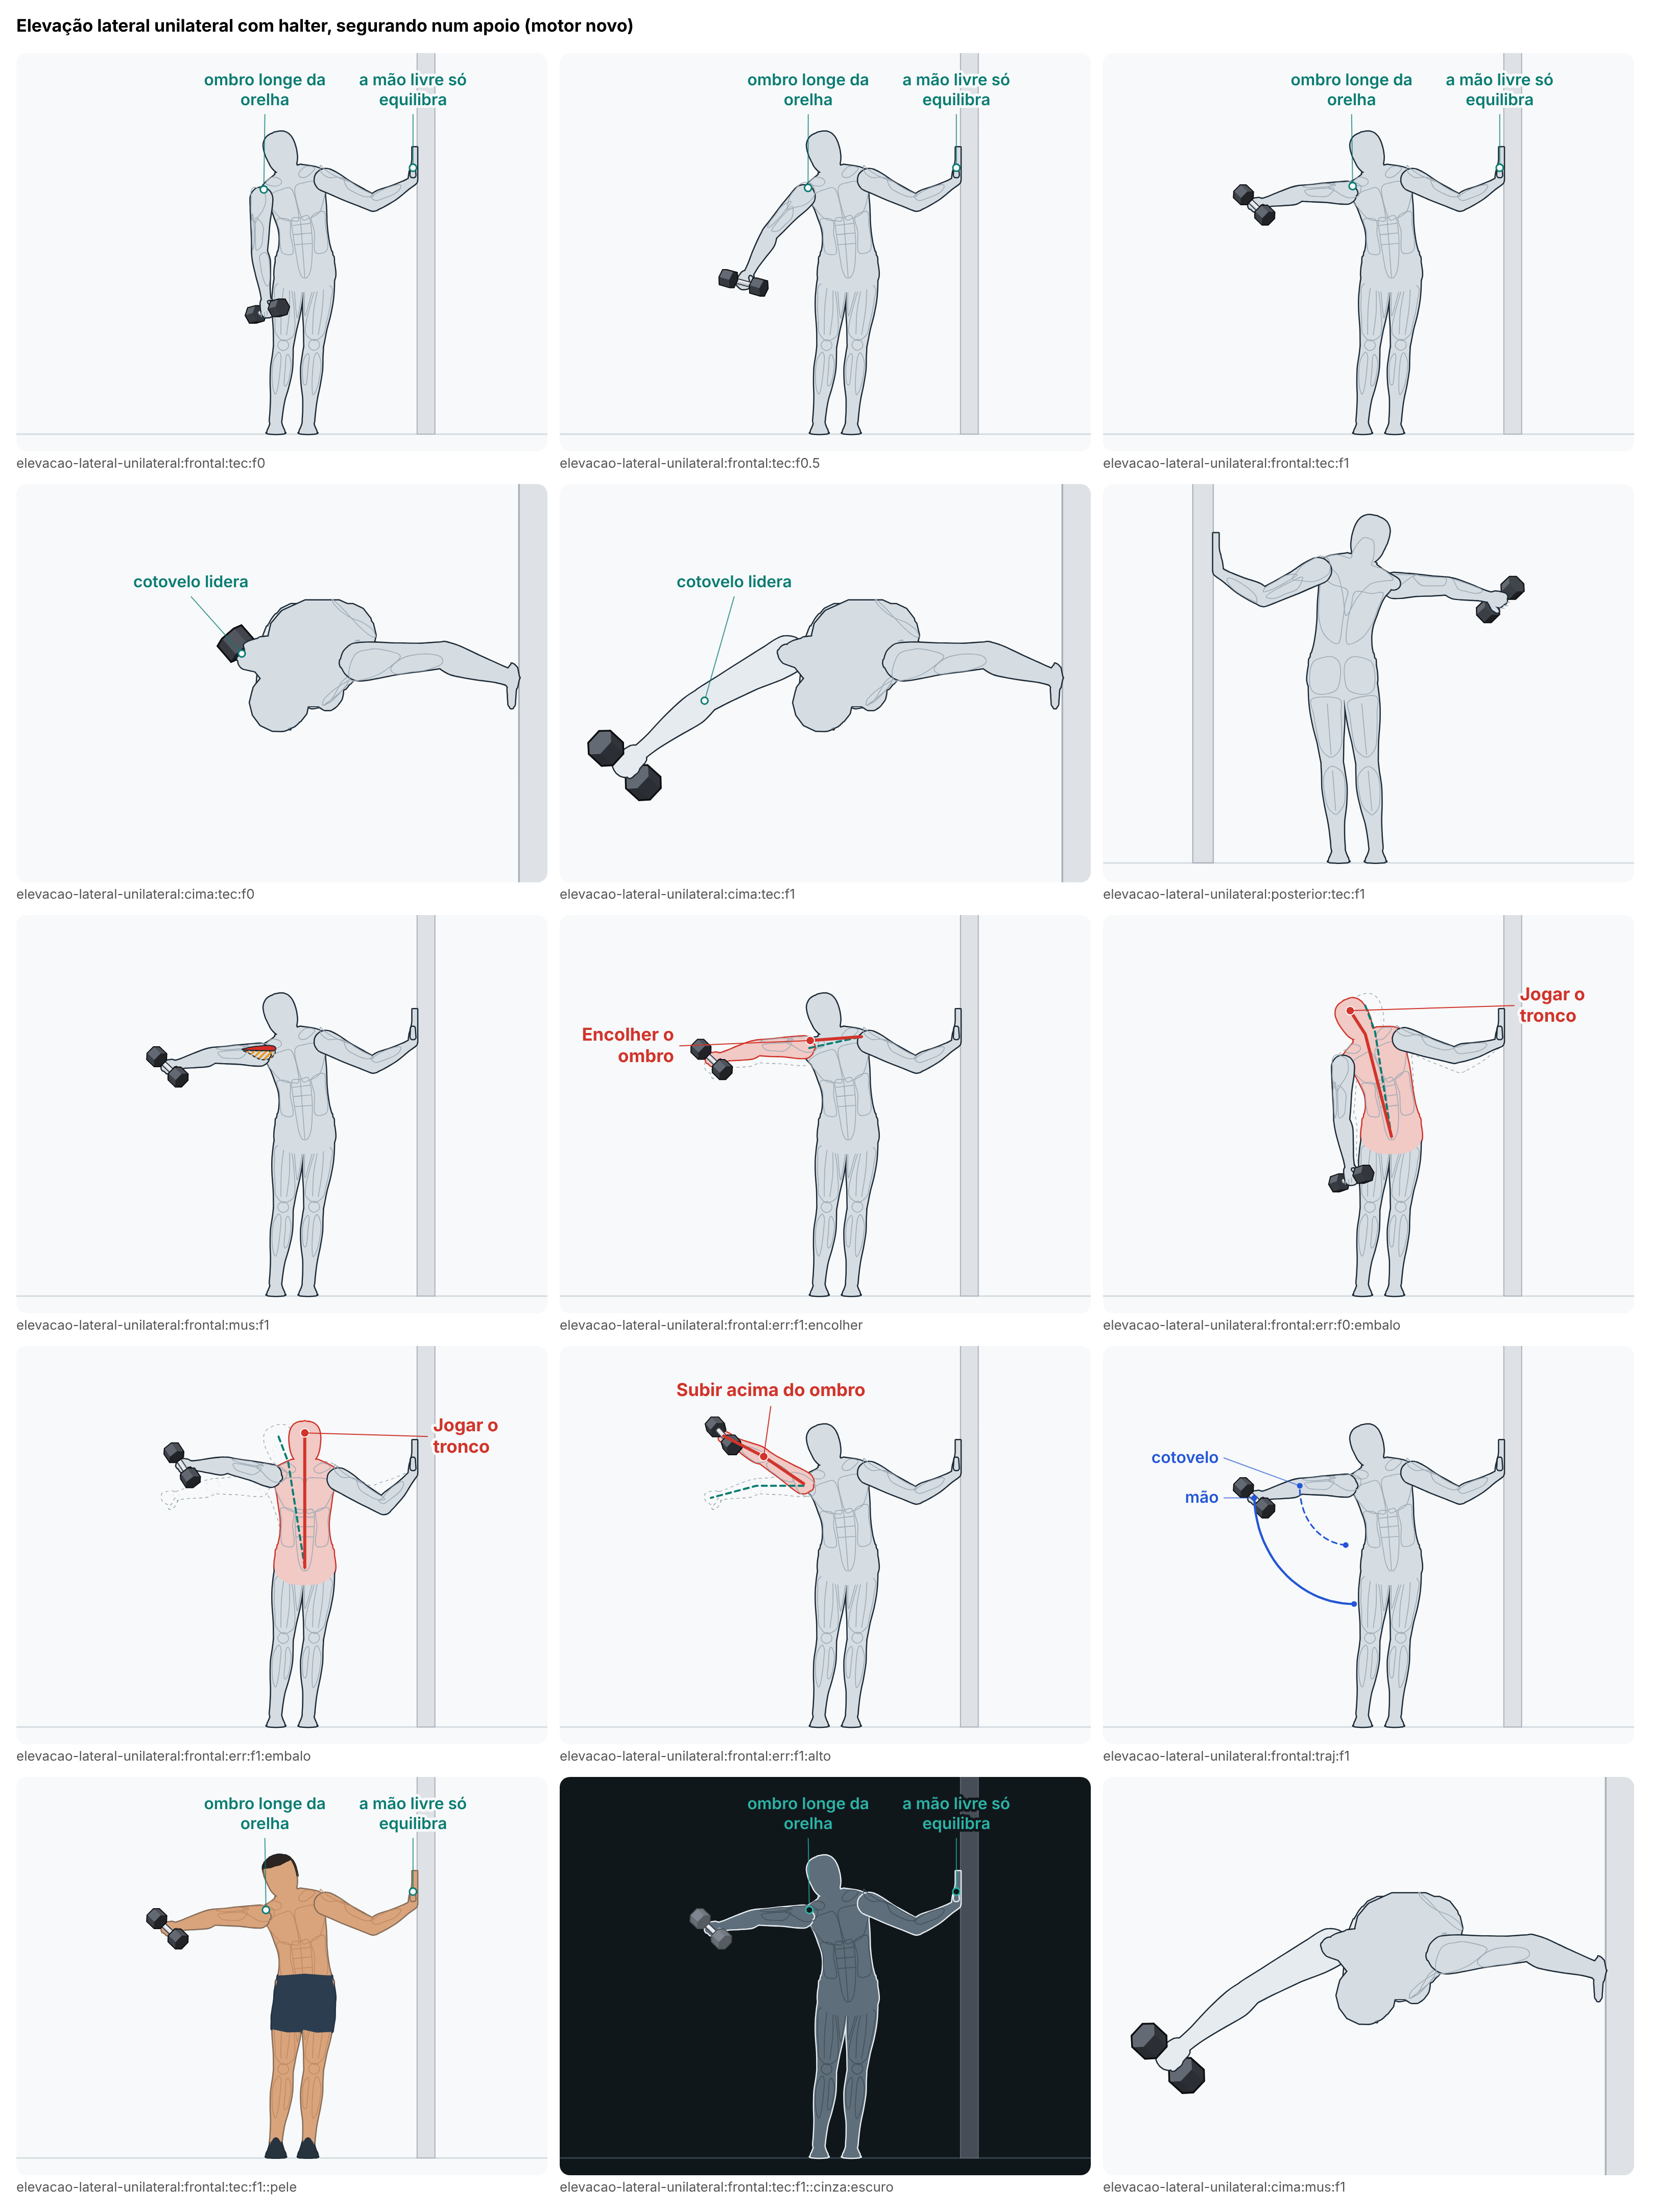 Elevação lateral unilateral com halter, segurando num apoio (motor novo)
ombro longe da
orelha
a mão livre só
equilibra
elevacao-lateral-unilateral:frontal:tec:f0
ombro longe da
orelha
a mão livre só
equilibra
elevacao-lateral-unilateral:frontal:tec:f0.5
ombro longe da
orelha
a mão livre só
equilibra
elevacao-lateral-unilateral:frontal:tec:f1
cotovelo lidera
elevacao-lateral-unilateral:cima:tec:f0
cotovelo lidera
elevacao-lateral-unilateral:cima:tec:f1
elevacao-lateral-unilateral:posterior:tec:f1
elevacao-lateral-unilateral:frontal:mus:f1
Encolher o
ombro
elevacao-lateral-unilateral:frontal:err:f1:encolher
Jogar o
tronco
elevacao-lateral-unilateral:frontal:err:f0:embalo
Jogar o
tronco
elevacao-lateral-unilateral:frontal:err:f1:embalo
Subir acima do ombro
elevacao-lateral-unilateral:frontal:err:f1:alto
cotovelo
mão
elevacao-lateral-unilateral:frontal:traj:f1
ombro longe da
orelha
a mão livre só
equilibra
elevacao-lateral-unilateral:frontal:tec:f1::pele
ombro longe da
orelha
a mão livre só
equilibra
elevacao-lateral-unilateral:frontal:tec:f1::cinza:escuro
elevacao-lateral-unilateral:cima:mus:f1